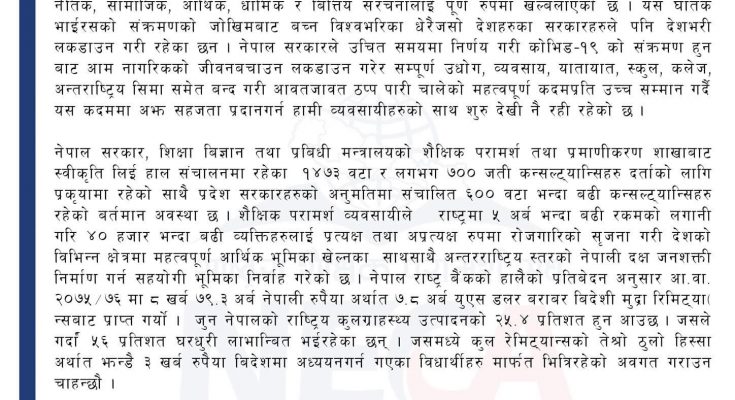 नैतिक, सामाजिक, आर्थिक, धार्मिक र वित्तिय संरचनालाई पूर्ण रुपमा खल्बलाएको छ । यस घातक
भाईरसको संक्रमणको जोखिमबाट बच्न विश्वभरिका धेरैजसो देशहरुका सरकारहरुले पनि देशभरी
लकडाउन गरी रहेका छन । नेपाल सरकारले उचित समयमा निर्णय गरी कोभिड-१९ को संक्रमण हुन
बाट आम नागरिकको जीवनबचाउन लकडाउन गरेर सम्पूर्ण उधोग, व्यवसाय, यातायात, स्कुल, कलेज,
अन्तराष्ट्रिय सिमा समेत बन्द गरी आवतजावत ठप्प पारी चालेको महत्वपूर्ण कदमप्रति उच्च सम्मान गर्दै
यस कदममा अझ सहजता प्रदानगर्न हामी व्यवसायीहरुको साथ शुरु देखी नै रही रहेको छ ।
नेपाल सरकार, शिक्षा बिज्ञान तथा प्रबिधी मन्त्रालयको शैक्षिक परामर्श तथा प्रमाणीकरण शाखाबाट
स्वीकृति लिई हाल संचालनमा रहेका १४७३ वटा र लगभग ७०० जती कन्सल्ट्यान्सिहरु दर्ताको लागि
प्रकृयामा रहेको साथै प्रदेश सरकारहरुको अनुमतिमा संचालित ६०० वटा भन्दा बढी कन्सल्ट्यान्सिहरु
रहेको वर्तमान अवस्था छ । शैक्षिक परामर्श व्यवसायीले राष्ट्रमा ५ अर्ब भन्दा बढी रकमको लगानी
गरि ४० हजार भन्दा बढी व्यक्तिहरुलाई प्रत्यक्ष तथा अप्रत्यक्ष रुपमा रोजगारिको सृजना गरी देशको
विभिन्न क्षेत्रमा महत्वपूर्ण आर्थिक भूमिका खेल्नका साथसाथै अन्तरराष्ट्रिय स्तरको नेपाली दक्ष जनशक्ती
निर्माण गर्न सहयोगी भूमिका निर्वाह गरेको छ । नेपाल राष्ट्र बैंकको हालैको प्रतिबेदन अनुसार आ.वा.
२०७५/७६ मा ८ खर्ब ७९.३ अर्ब नेपाली रुपैया अर्थात ७.८ अर्ब युएस डलर बराबर बिदेशी मुद्रा रिमिट्या(
न्सबाट प्राप्त गर्यो । जुन नेपालको राष्ट्रिय कुलग्राहस्थ्य उत्पादनको २५.४ प्रतिशत हुन आउछ । जसले
गर्दा ५६ प्रतिशत घरधुरी लाभान्बित भईरहेका छन् । जसमध्ये कुल रेमिट्यान्सको तेश्रो ठुलो हिस्सा
अर्थात झन्डै ३ खर्ब रुपैया बिदेशमा अध्ययनगर्न गएका विधार्थीहरु मार्फत भित्रिरहेको अवगत गराउन
चाहन्छौ ।